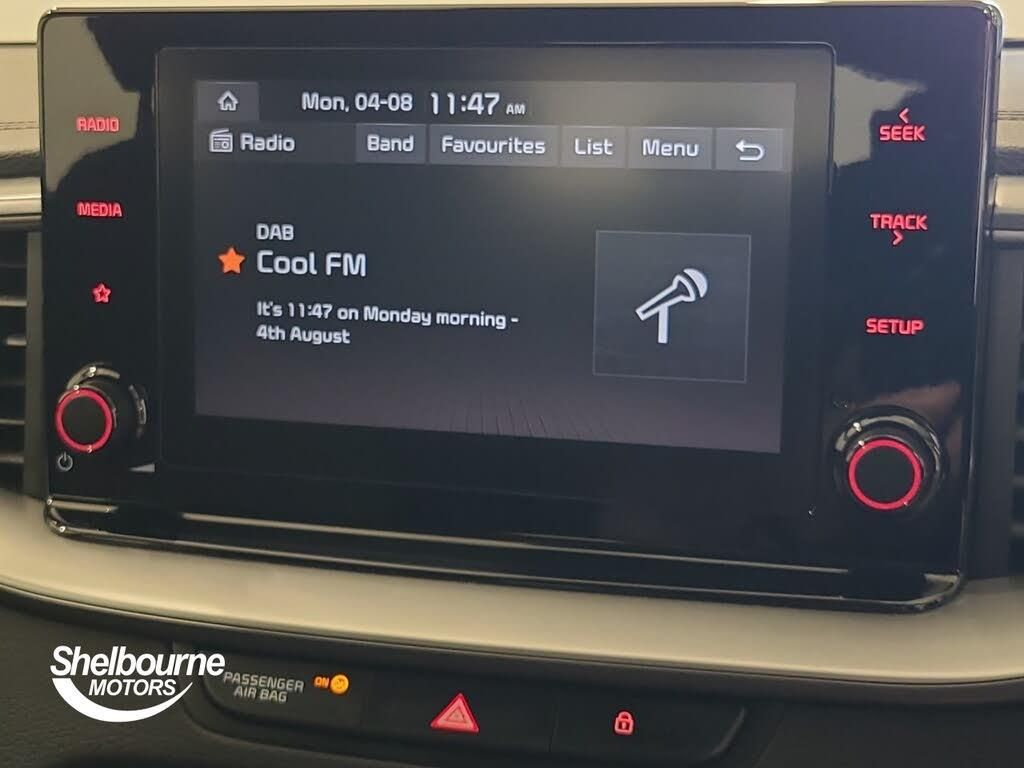 Mon, 04-08 11:47 AM
RADIO
Radio Band Favourites List Menu
SEEK
MEDIA
TRACK
DAB
Cool FM
It's 11:47 on Monday morning -
4th August
SETUP
Shelbourne
MOTORS
PASSENGER
AIR BAG
ON